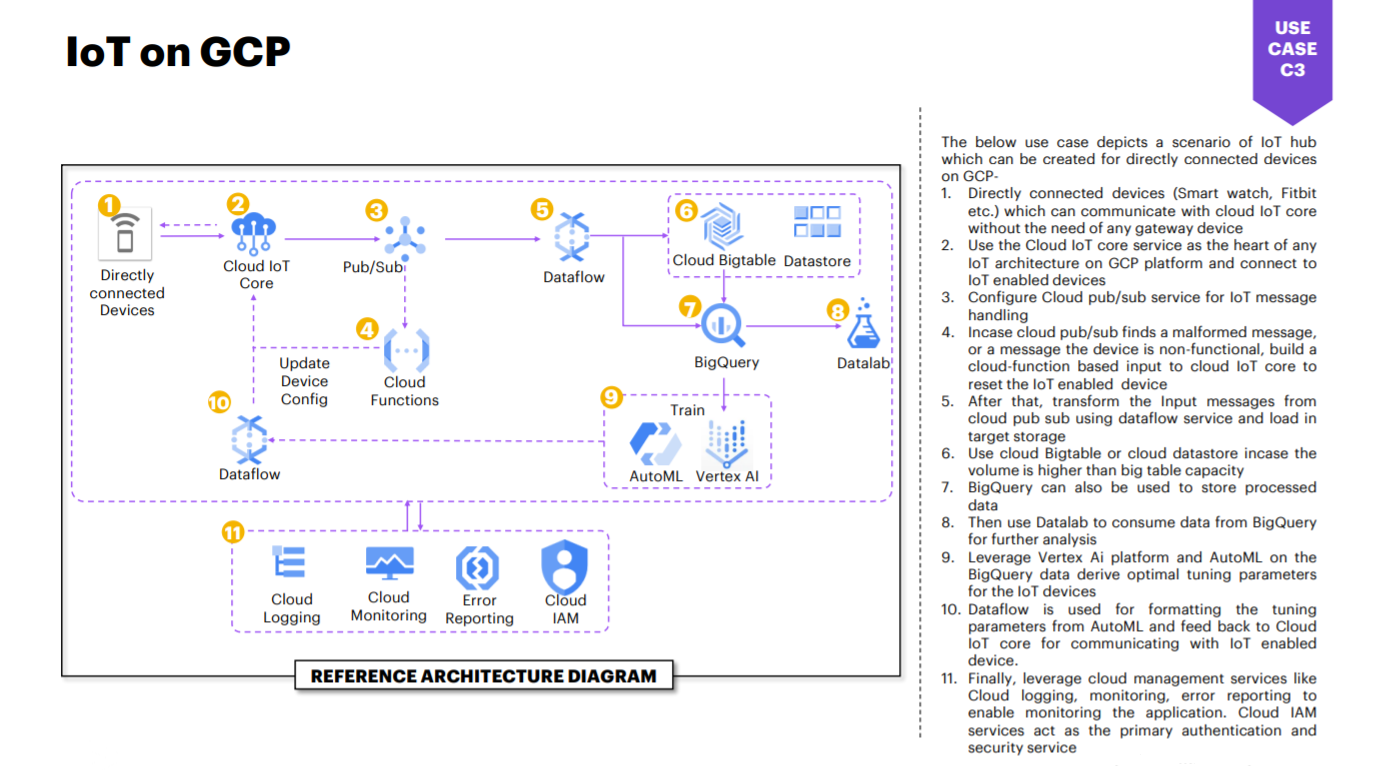 IoT on GCP
USE
CASE
C3
1
2
3
5
6
Directly
connected
Devices
Cloud IoT
Core
Pub/Sub
Dataflow
Cloud Bigtable
Datastore
4
7
8
Update
Device
Config
Cloud
Functions
BigQuery
Datalab
10
9
Train
Dataflow
AutoML
Vertex AI
11
Cloud
Logging
Cloud
Monitoring
Error
Reporting
Cloud
IAM
REFERENCE ARCHITECTURE DIAGRAM
The below use case depicts a scenario of IoT hub
which can be created for directly connected devices
on GCP-
1. Directly connected devices (Smart watch, Fitbit
etc.) which can communicate with cloud IoT core
without the need of any gateway device
2. Use the Cloud IoT core service as the heart of any
IoT architecture on GCP platform and connect to
IoT enabled devices
3. Configure Cloud pub/sub service for IoT message
handling
4. Incase cloud pub/sub finds a malformed message,
or a message the device is non-functional, build a
cloud-function based input to cloud IoT core to
reset the IoT enabled device
5. After that, transform the Input messages from
cloud pub sub using dataflow service and load in
target storage
6. Use cloud Bigtable or cloud datastore incase the
volume is higher than big table capacity
7. BigQuery can also be used to store processed
data
8. Then use Datalab to consume data from BigQuery
for further analysis
9. Leverage Vertex Ai platform and AutoML on the
BigQuery data derive optimal tuning parameters
for the IoT devices
10. Dataflow is used for formatting the tuning
parameters from AutoML and feed back to Cloud
IoT core for communicating with IoT enabled
device.
11. Finally, leverage cloud management services like
Cloud logging, monitoring, error reporting to
enable monitoring the application. Cloud IAM
services act as the primary authentication and
security service